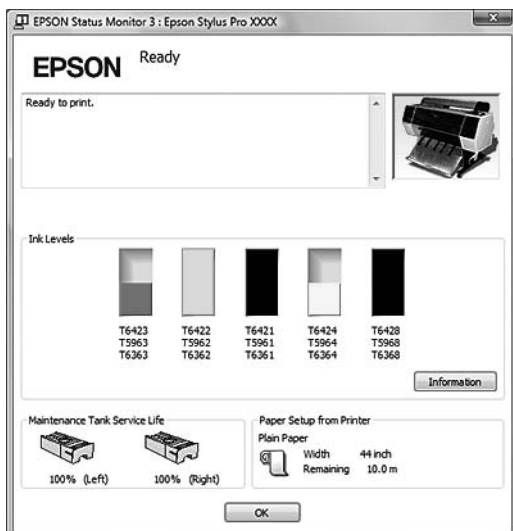 EPSON Status Monitor 3 : Epson Stylus Pro XXXX
EPSON
Ready
Ready to print.
Ink Levels
T6423 T6422 T6421 T6424 T6428
T5963 T5962 T5961 T5964 T5968
T6363 T6362 T6361 T6364 T6368
Information
Maintenance Tank Service Life
100% (Left) 100% (Right)
Paper Setup from Printer
Plain Paper
Width 44 inch
Remaining 10.0 m
OK